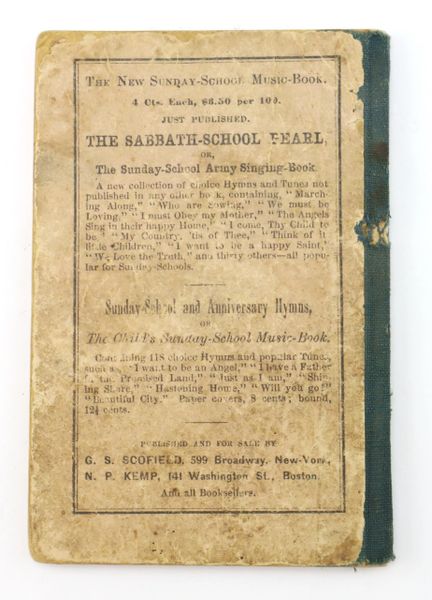 THE NEW SUNDAY-SCHOOL MUSIC-BOOK.
4 Cts. Each, $3.50 per 100.
JUST PUBLISHED.
THE SABBATH-SCHOOL PEARL,
OR,
The Sunday-School Army Singing-Book.
A new collection of choice Hymns and Tunes not
published in any other book, containing, "March-
ing Along," "Who are Sowing," "We must be
Loving," "I must Obey my Mother," "The Angels
Sing in their happy Home," "I come, Thy Child to
be," "My Country, 'tis of Thee," "Think of it
little Children," "I want to be a happy Saint,"
"We Love the Truth," and thirty others—all popu-
lar for Sunday-Schools.
Sunday-School and Anniversary Hymns,
OR
The Child's Sunday-School Music-Book.
Containing 118 choice Hymns and popular Tunes,
such as "I want to be an Angel," "I have a Father
in the Promised Land," "Just as I am," "Shin-
ing Shore," "Hastening Home," "Will you go?"
"Beautiful City." Paper covers, 8 cents; bound,
12½ cents.
PUBLISHED AND FOR SALE BY
G. S. SCOFIELD, 599 Broadway, New-York,
N. P. KEMP, 141 Washington St., Boston.
And all Booksellers.